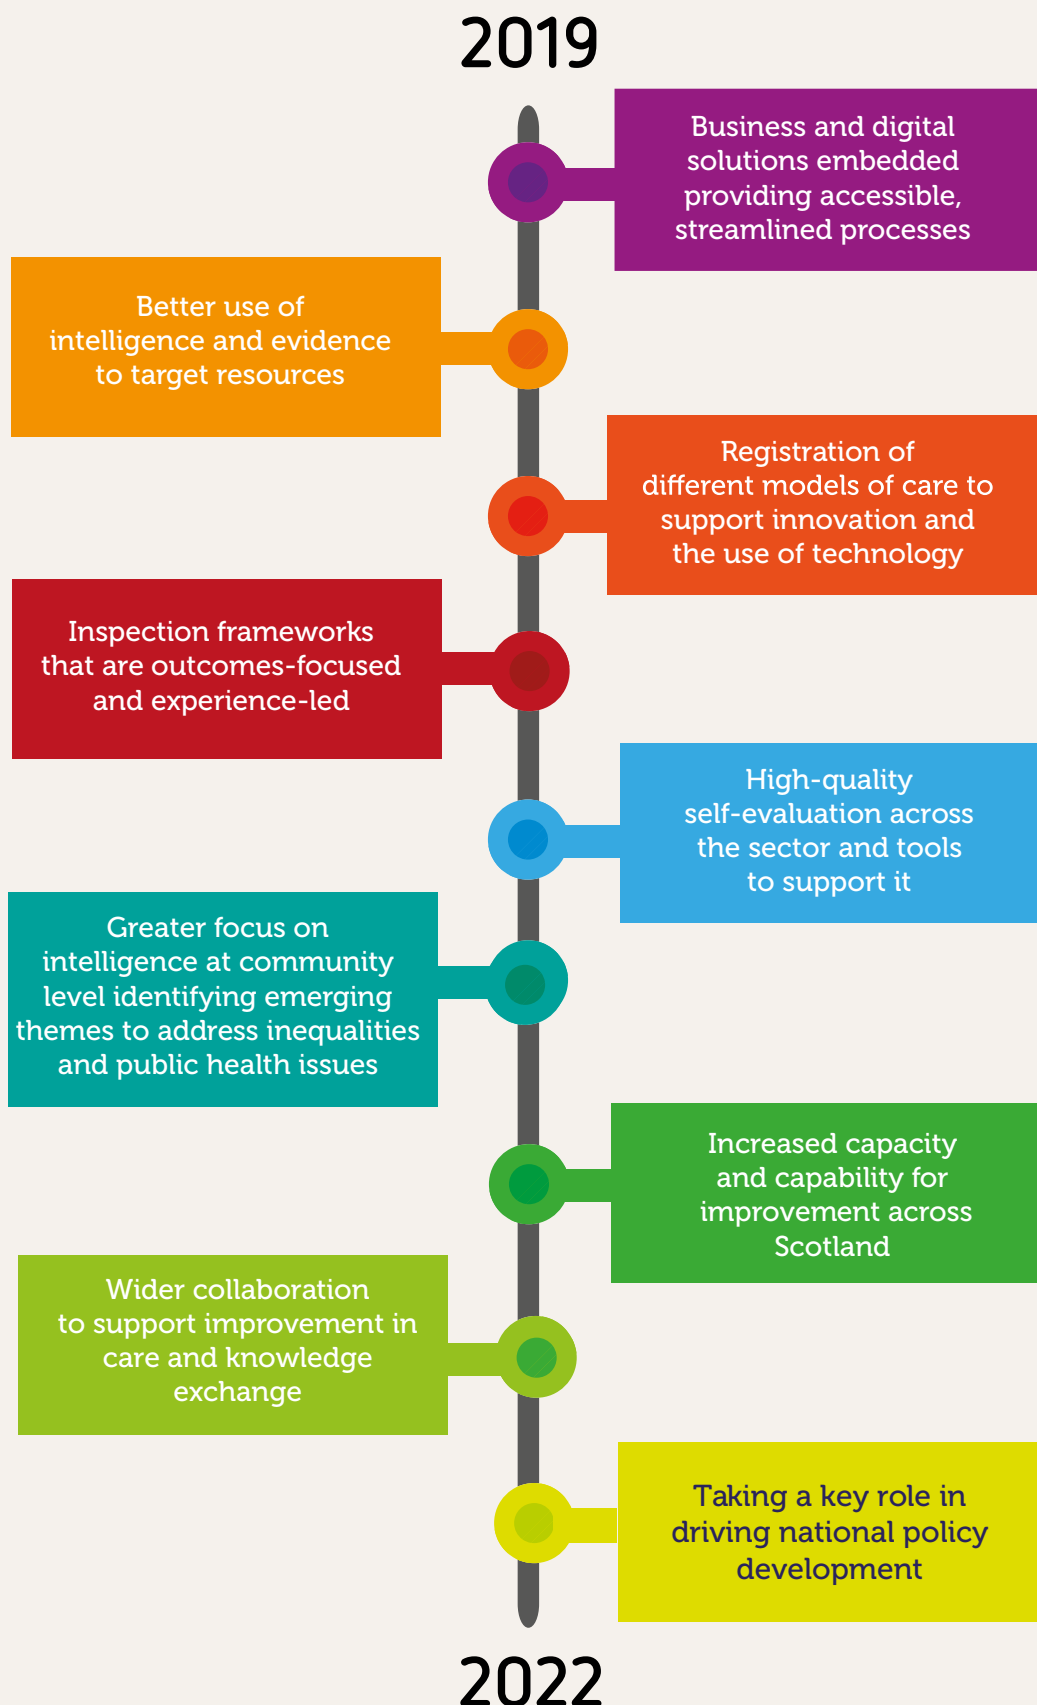 2019
Business and digital
solutions embedded
providing accessible,
streamlined processes
Better use of
intelligence and evidence
to target resources
Registration of
different models of care to
support innovation and
the use of technology
Inspection frameworks
that are outcomes-focused
and experience-led
High-quality
self-evaluation across
the sector and tools
to support it
Greater focus on
intelligence at community
level identifying emerging
themes to address inequalities
and public health issues
Increased capacity
and capability for
improvement across
Scotland
Wider collaboration
to support improvement in
care and knowledge
exchange
Taking a key role in
driving national policy
development
2022